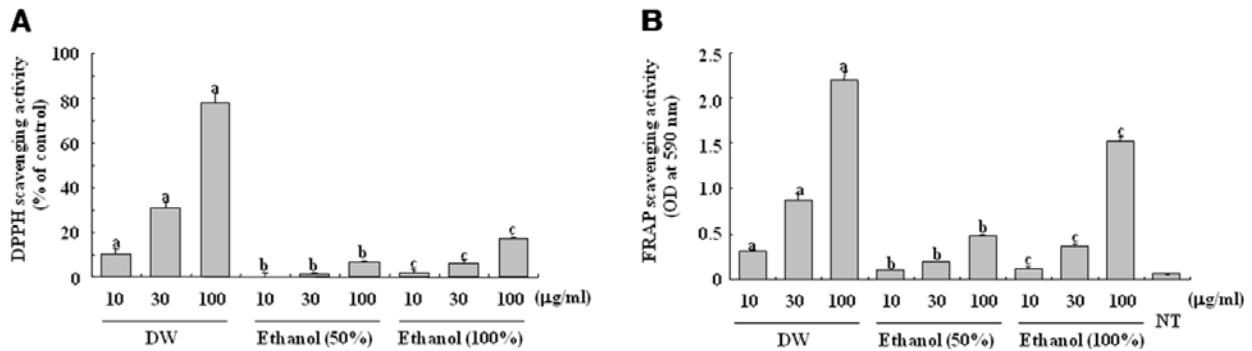 A
DPPH scavenging activity
(% of control)
100
80
60
40
20
0
a
a
a
b
b
b
c
c
c
10 30 100 10 30 100 10 30 100 (μg/ml)
DW Ethanol (50%) Ethanol (100%)
B
FRAP scavenging activity
(OD at 590 nm)
2.5
2.0
1.5
1.0
0.5
0
a
a
a
b
b
b
c
c
c
10 30 100 10 30 100 10 30 100 (μg/ml)
DW Ethanol (50%) Ethanol (100%) NT